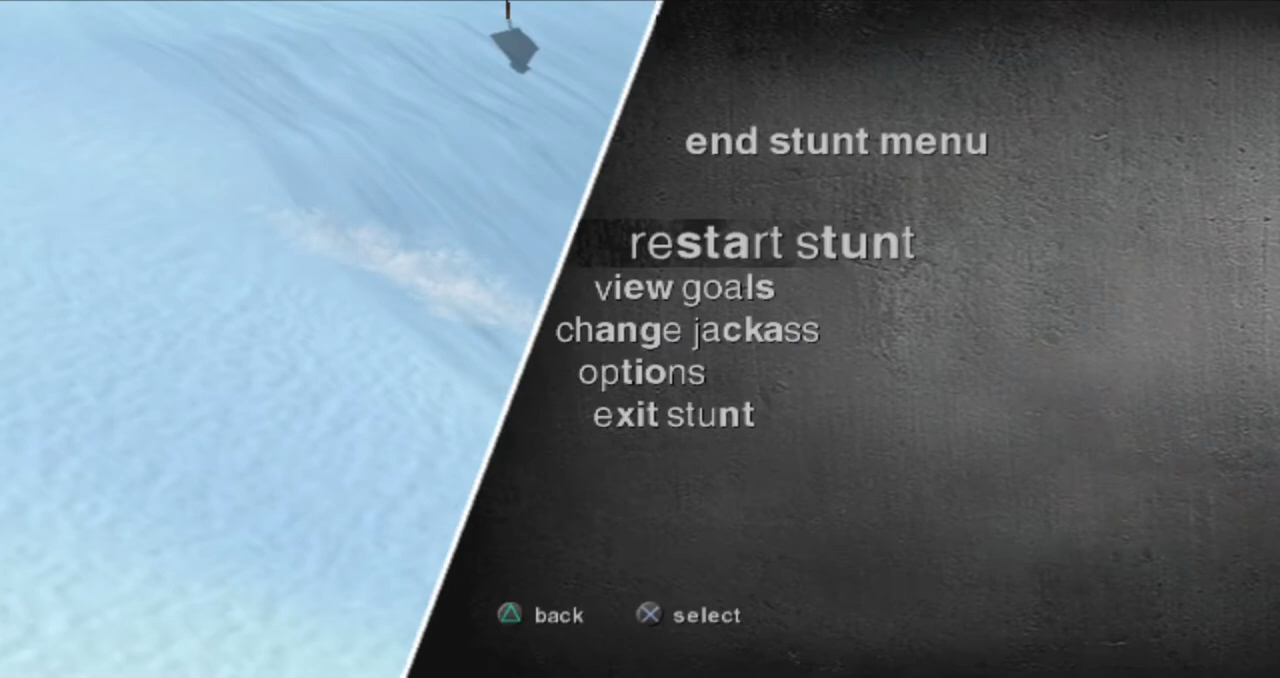 end stunt menu
restart stunt
view goals
change jackass
options
exit stunt
back select